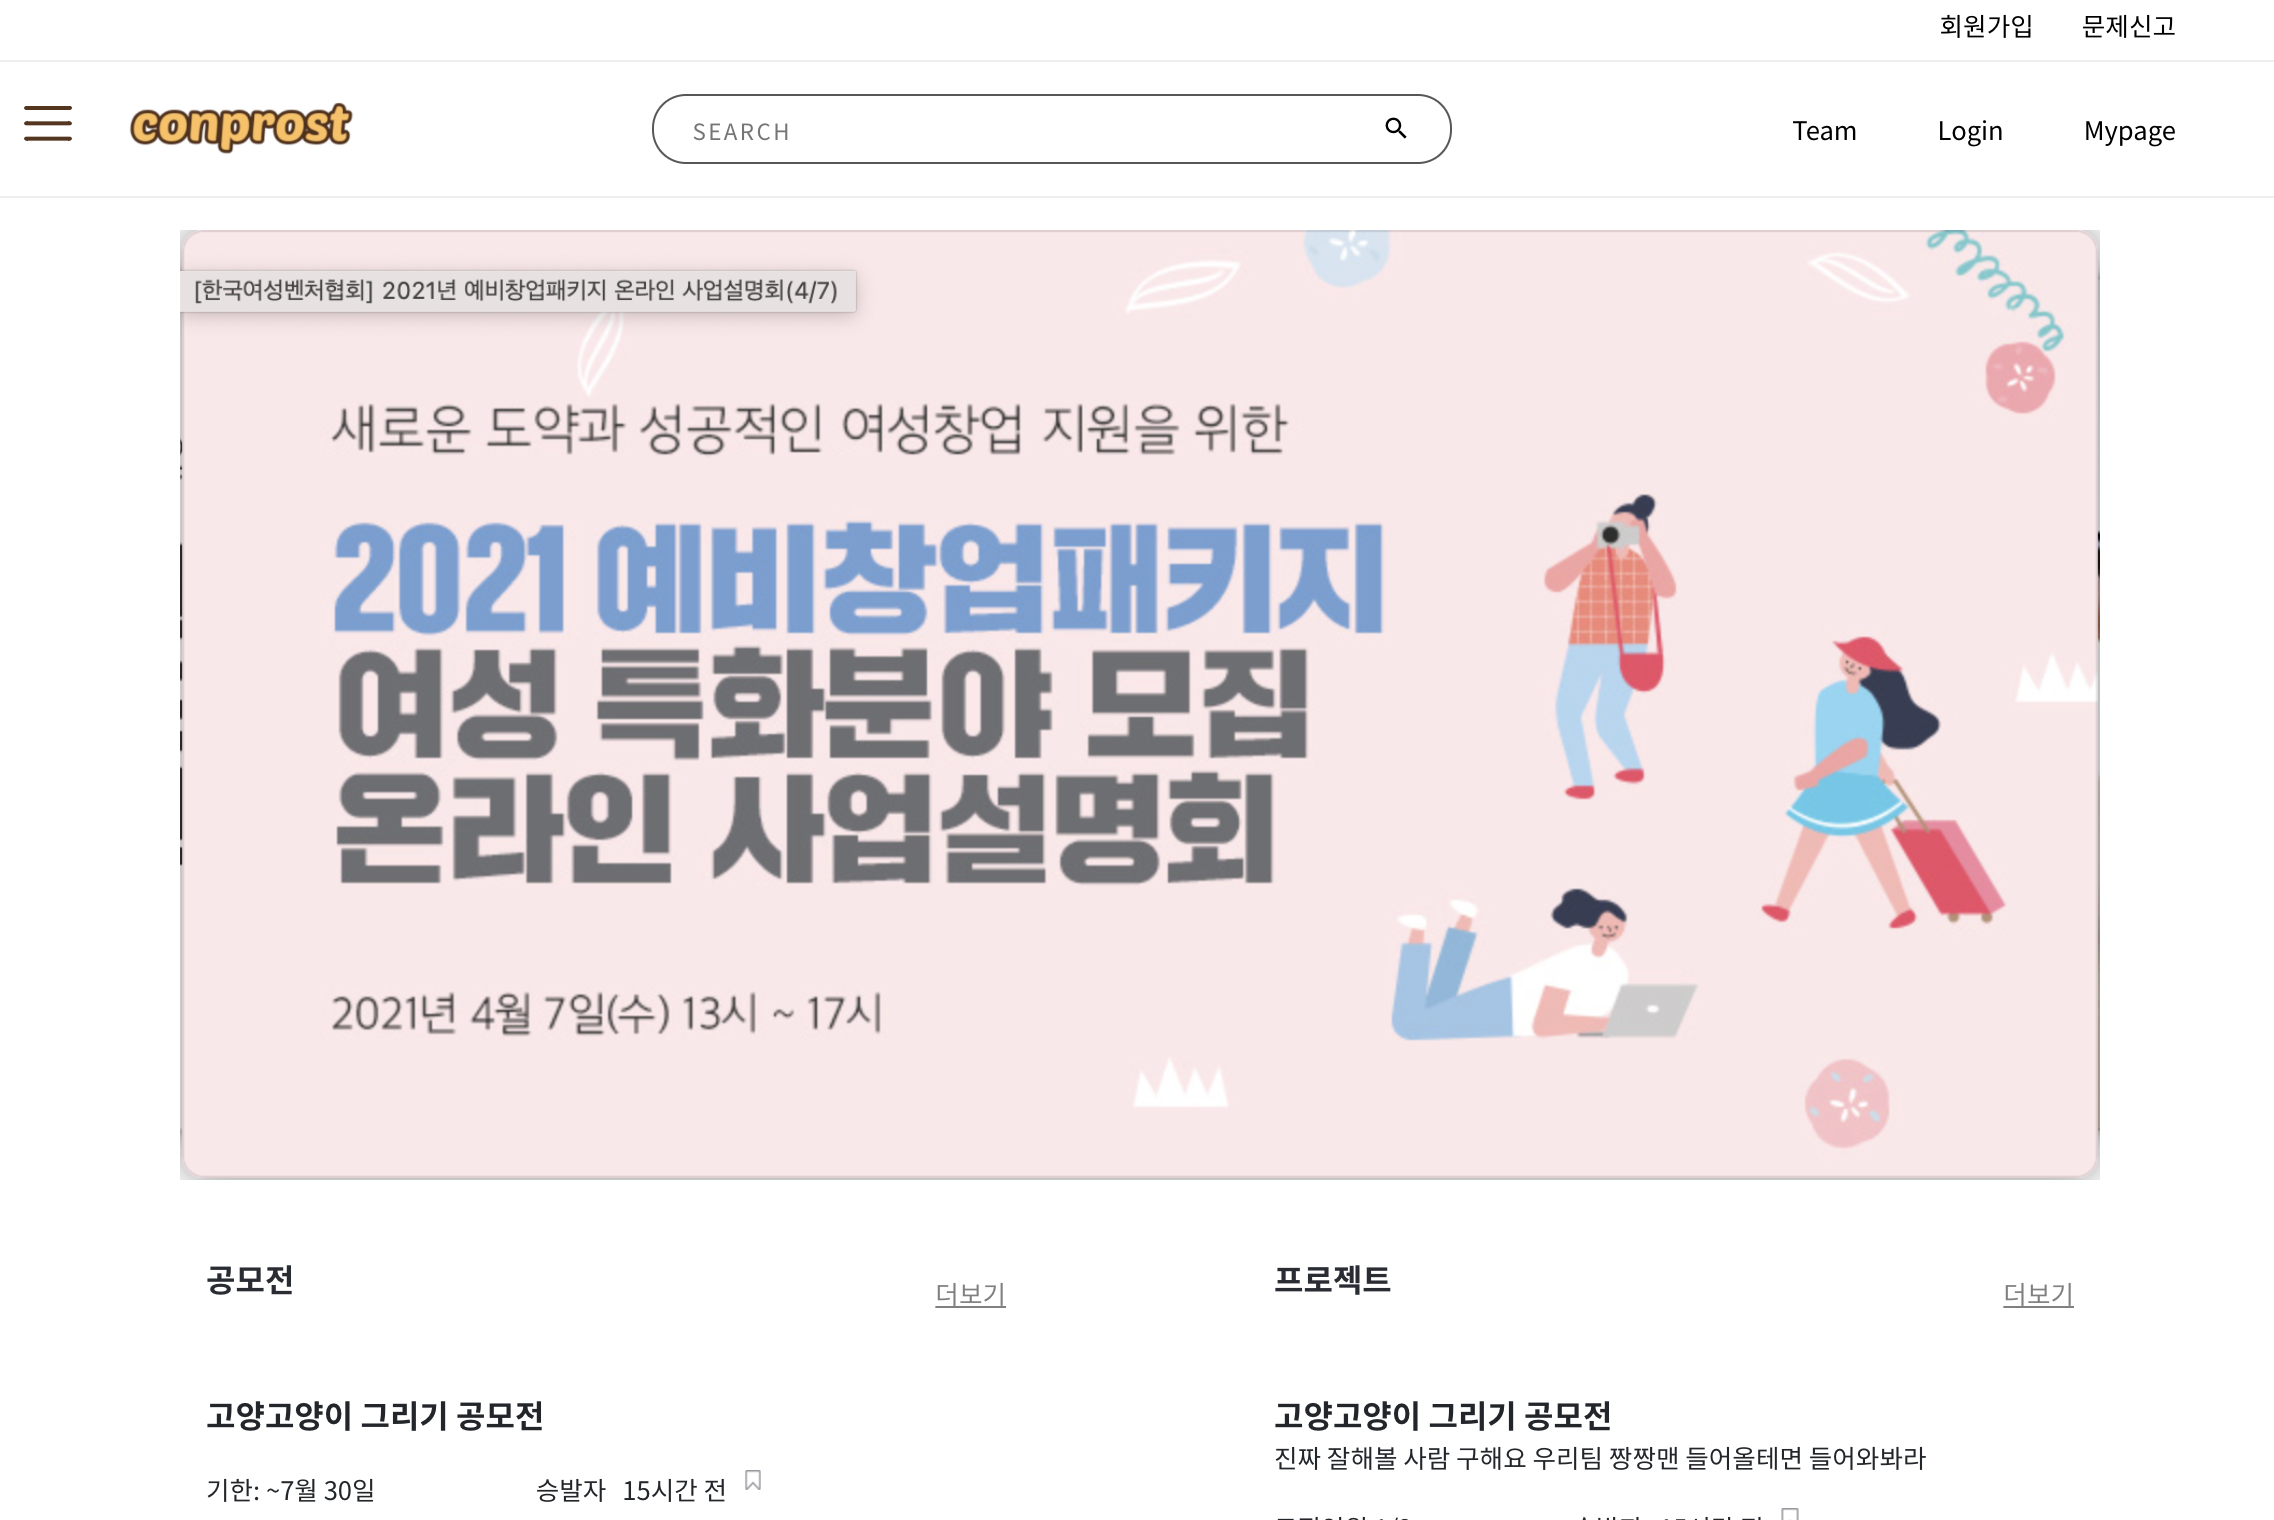 회원가입 문제신고
conprost
SEARCH
Team Login Mypage
[한국여성벤처협회] 2021년 예비창업패키지 온라인 사업설명회(4/7)
새로운 도약과 성공적인 여성창업 지원을 위한
2021 예비창업패키지
여성 특화분야 모집
온라인 사업설명회
2021년 4월 7일(수) 13시 ~ 17시
공모전 더보기
고양고양이 그리기 공모전
기한: ~7월 30일 승발자 15시간 전
프로젝트 더보기
고양고양이 그리기 공모전
진짜 잘해볼 사람 구해요 우리팀 짱짱맨 들어올테면 들어와봐라